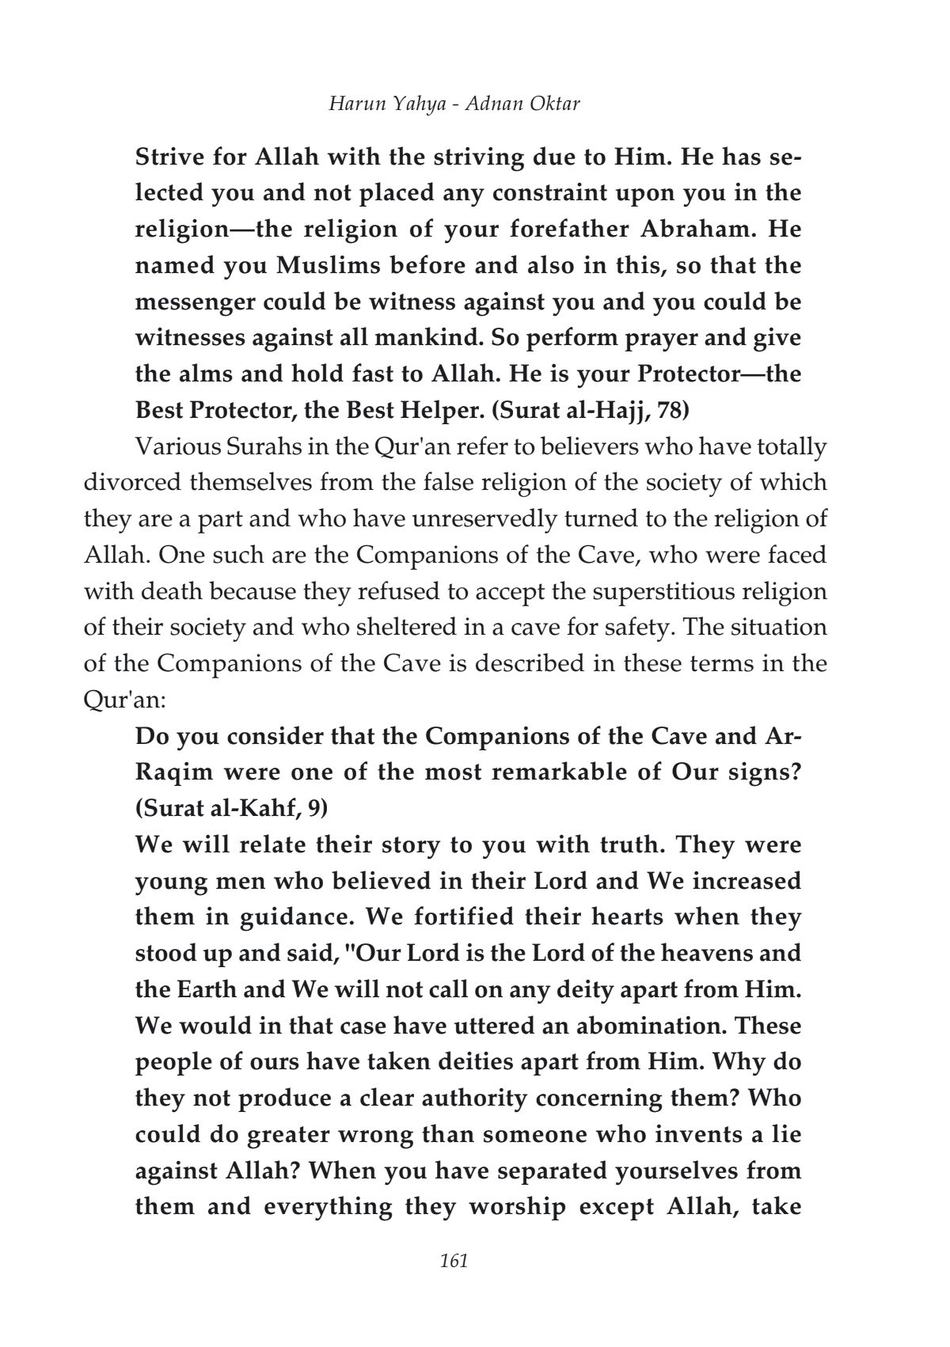 Harun Yahya - Adnan Oktar
Strive for Allah with the striving due to Him. He has se-
lected you and not placed any constraint upon you in the
religion—the religion of your forefather Abraham. He
named you Muslims before and also in this, so that the
messenger could be witness against you and you could be
witnesses against all mankind. So perform prayer and give
the alms and hold fast to Allah. He is your Protector—the
Best Protector, the Best Helper. (Surat al-Hajj, 78)
Various Surahs in the Qur'an refer to believers who have totally
divorced themselves from the false religion of the society of which
they are a part and who have unreservedly turned to the religion of
Allah. One such are the Companions of the Cave, who were faced
with death because they refused to accept the superstitious religion
of their society and who sheltered in a cave for safety. The situation
of the Companions of the Cave is described in these terms in the
Qur'an:
Do you consider that the Companions of the Cave and Ar-
Raqim were one of the most remarkable of Our signs?
(Surat al-Kahf, 9)
We will relate their story to you with truth. They were
young men who believed in their Lord and We increased
them in guidance. We fortified their hearts when they
stood up and said, "Our Lord is the Lord of the heavens and
the Earth and We will not call on any deity apart from Him.
We would in that case have uttered an abomination. These
people of ours have taken deities apart from Him. Why do
they not produce a clear authority concerning them? Who
could do greater wrong than someone who invents a lie
against Allah? When you have separated yourselves from
them and everything they worship except Allah, take
161